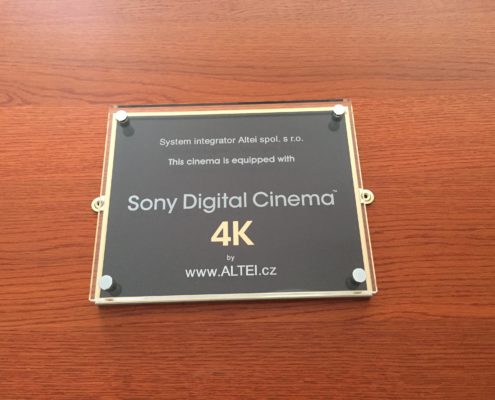 System integrator Altei spol. s r.o.
This cinema is equipped with
Sony Digital Cinema™
4K
by
www.ALTEI.cz